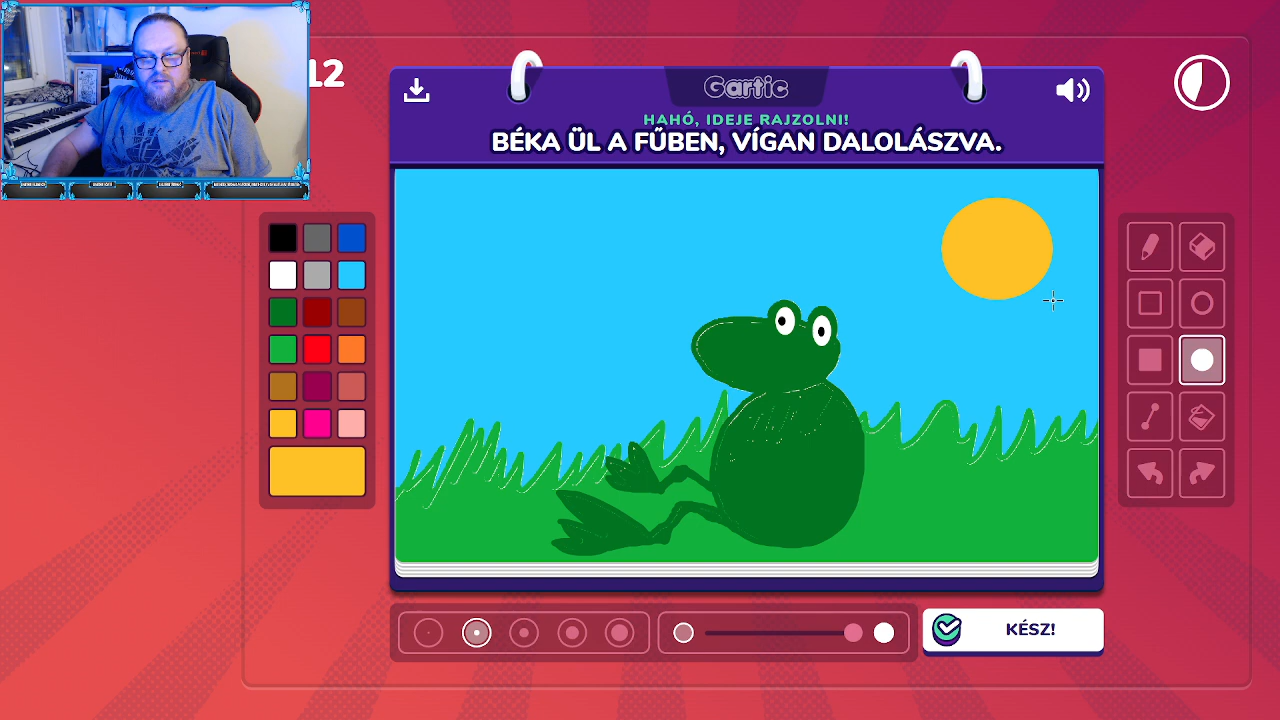 12
Gartic
HAHÓ, IDEJE RAJZOLNI!
BÉKA ÜL A FŰBEN, VÍGAN DALOLÁSZVA.
KÉSZ!